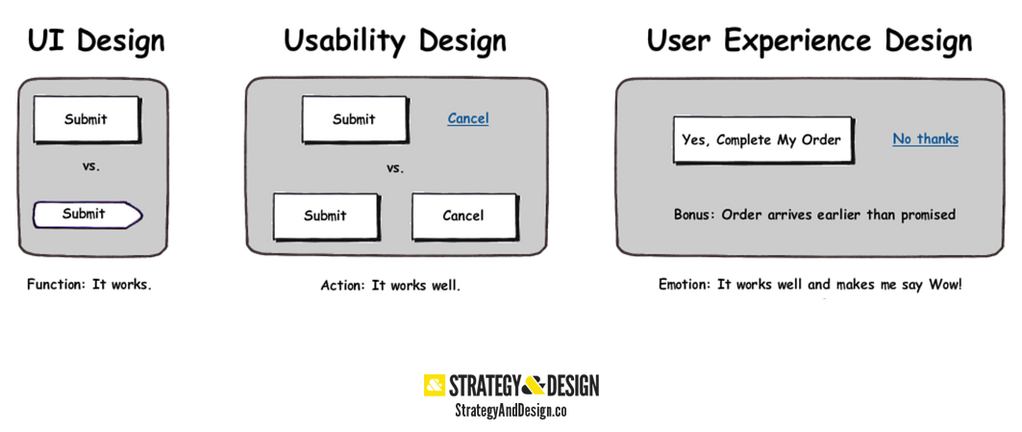 UI Design
Submit
vs.
Submit
Function: It works.
Usability Design
Submit
Cancel
vs.
Submit
Cancel
Action: It works well.
User Experience Design
Yes, Complete My Order
No thanks
Bonus: Order arrives earlier than promised
Emotion: It works well and makes me say Wow!
& STRATEGY&DESIGN
StrategyAndDesign.co